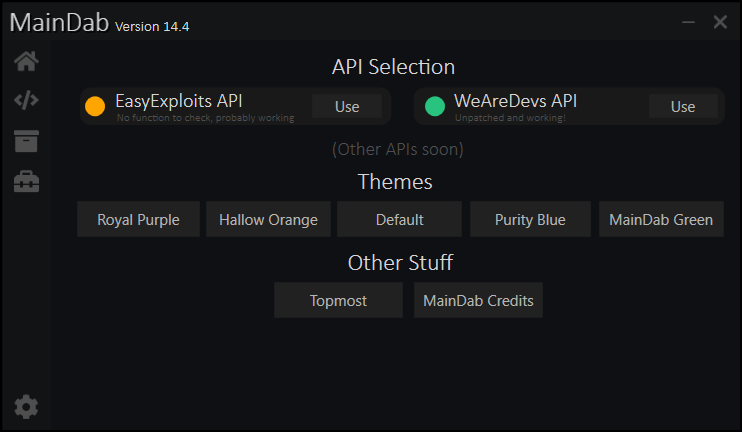 MainDab Version 14.4
API Selection
EasyExploits API
No function to check, probably working
Use
WeAreDevs API
Unpatched and working!
Use
(Other APIs soon)
Themes
Royal Purple
Hallow Orange
Default
Purity Blue
MainDab Green
Other Stuff
Topmost
MainDab Credits